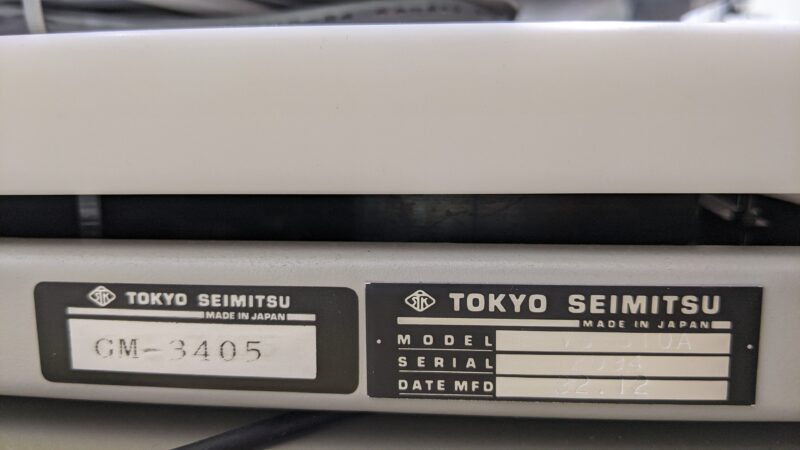 TOKYO SEIMITSU
MADE IN JAPAN
GM-3405
TOKYO SEIMITSU
MADE IN JAPAN
MODEL
SERIAL
DATE MFD